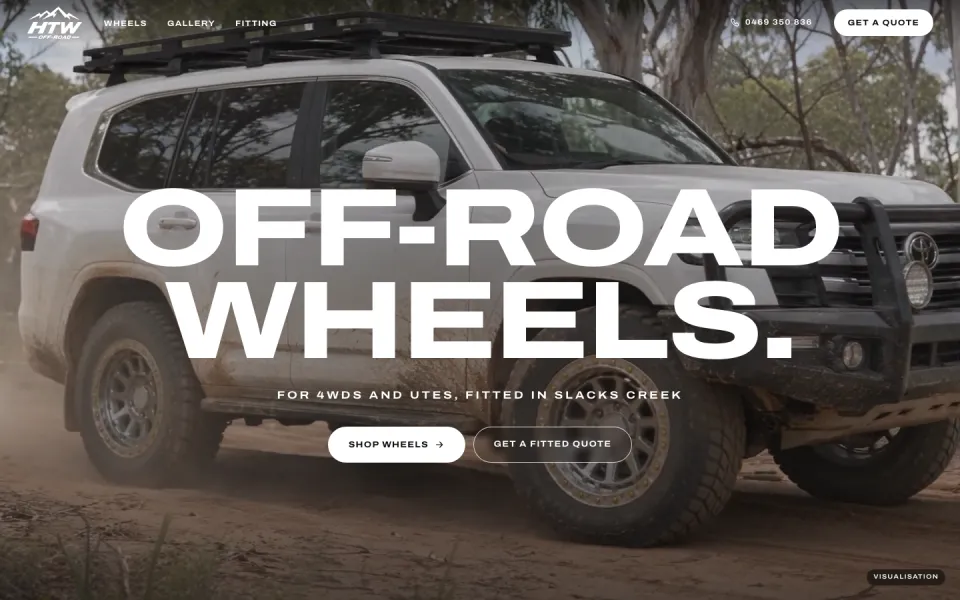 HTW
OFF-ROAD
WHEELS
GALLERY
FITTING
0469 350 836
GET A QUOTE
OFF-ROAD
WHEELS.
FOR 4WDS AND UTES, FITTED IN SLACKS CREEK
SHOP WHEELS →
GET A FITTED QUOTE
VISUALISATION